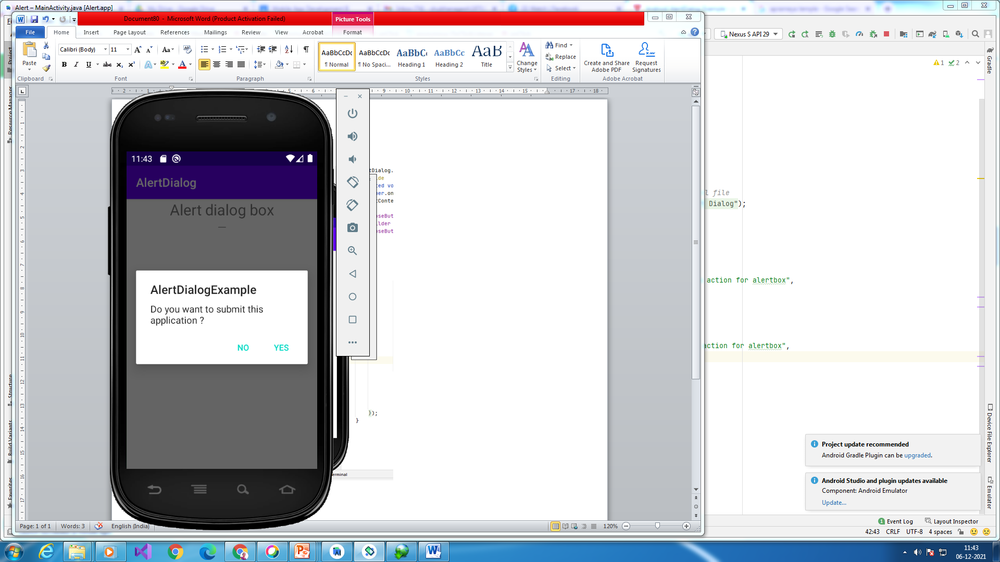 Alert – MainActivity.java [Alert.app]
Document80 - Microsoft Word (Product Activation Failed)
Picture Tools
File
Home
Insert
Page Layout
References
Mailings
Review
View
Acrobat
Format
Nexus S API 29
Paste
Calibri (Body)
11
Clipboard
Font
Paragraph
AaBbCcDc
¶ Normal
AaBbCcDc
¶ No Spaci...
AaBbCc
Heading 1
AaBbCc
Heading 2
AaB
Title
Change Styles
Styles
Find
Replace
Select
Editing
Create and Share Adobe PDF
Request Signatures
Adobe Acrobat
1
2
Project
Resource Manager
Structure
Build Variants
Favorites
Gradle
Device File Explorer
Emulator
11:43
AlertDialog
Alert dialog box
AlertDialogExample
Do you want to submit this
application ?
NO
YES
tDialog.
ide
ted vo
er.on
tConte
oseBut
ilder
oseBut
});
}
erminal
l file
Dialog");
action for alertbox",
action for alertbox",
Project update recommended
Android Gradle Plugin can be upgraded.
Android Studio and plugin updates available
Component: Android Emulator
Update...
1 Event Log
Layout Inspector
42:43 CRLF UTF-8 4 spaces
Page: 1 of 1
Words: 3
English (India)
120%
11:43
06-12-2021